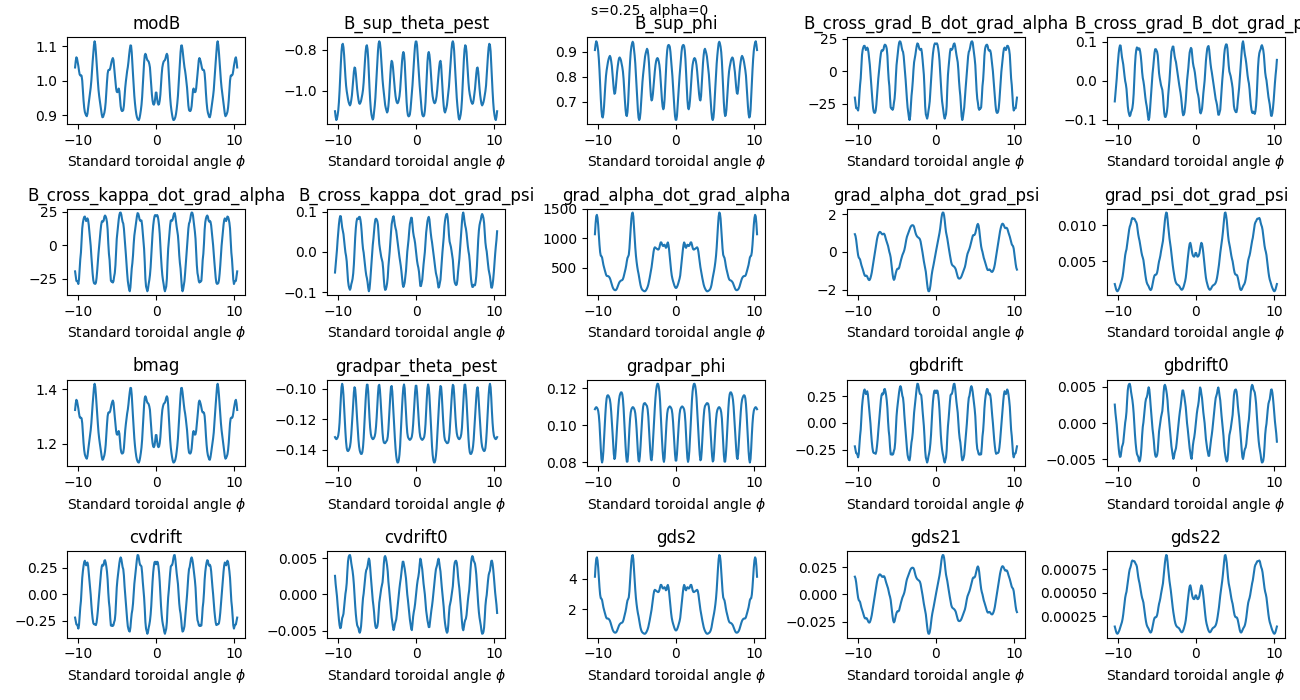 s=0.25, alpha=0
modB
B_sup_theta_pest
B_sup_phi
B_cross_grad_B_dot_grad_alpha
B_cross_grad_B_dot_grad_p
1.1
1.0
0.9
−10 0 10
Standard toroidal angle ϕ
−0.8
−1.0
−10 0 10
Standard toroidal angle ϕ
0.9
0.8
0.7
−10 0 10
Standard toroidal angle ϕ
25
0
−25
−10 0 10
Standard toroidal angle ϕ
0.1
0.0
−0.1
−10 0 10
Standard toroidal angle ϕ
B_cross_kappa_dot_grad_alpha
B_cross_kappa_dot_grad_psi
grad_alpha_dot_grad_alpha
grad_alpha_dot_grad_psi
grad_psi_dot_grad_psi
25
0
−25
−10 0 10
Standard toroidal angle ϕ
0.1
0.0
−0.1
−10 0 10
Standard toroidal angle ϕ
1500
1000
500
−10 0 10
Standard toroidal angle ϕ
2
0
−2
−10 0 10
Standard toroidal angle ϕ
0.010
0.005
−10 0 10
Standard toroidal angle ϕ
bmag
gradpar_theta_pest
gradpar_phi
gbdrift
gbdrift0
1.4
1.2
−10 0 10
Standard toroidal angle ϕ
−0.10
−0.12
−0.14
−10 0 10
Standard toroidal angle ϕ
0.12
0.10
0.08
−10 0 10
Standard toroidal angle ϕ
0.25
0.00
−0.25
−10 0 10
Standard toroidal angle ϕ
0.005
0.000
−0.005
−10 0 10
Standard toroidal angle ϕ
cvdrift
cvdrift0
gds2
gds21
gds22
0.25
0.00
−0.25
−10 0 10
Standard toroidal angle ϕ
0.005
0.000
−0.005
−10 0 10
Standard toroidal angle ϕ
4
2
−10 0 10
Standard toroidal angle ϕ
0.025
0.000
−0.025
−10 0 10
Standard toroidal angle ϕ
0.00075
0.00050
0.00025
−10 0 10
Standard toroidal angle ϕ